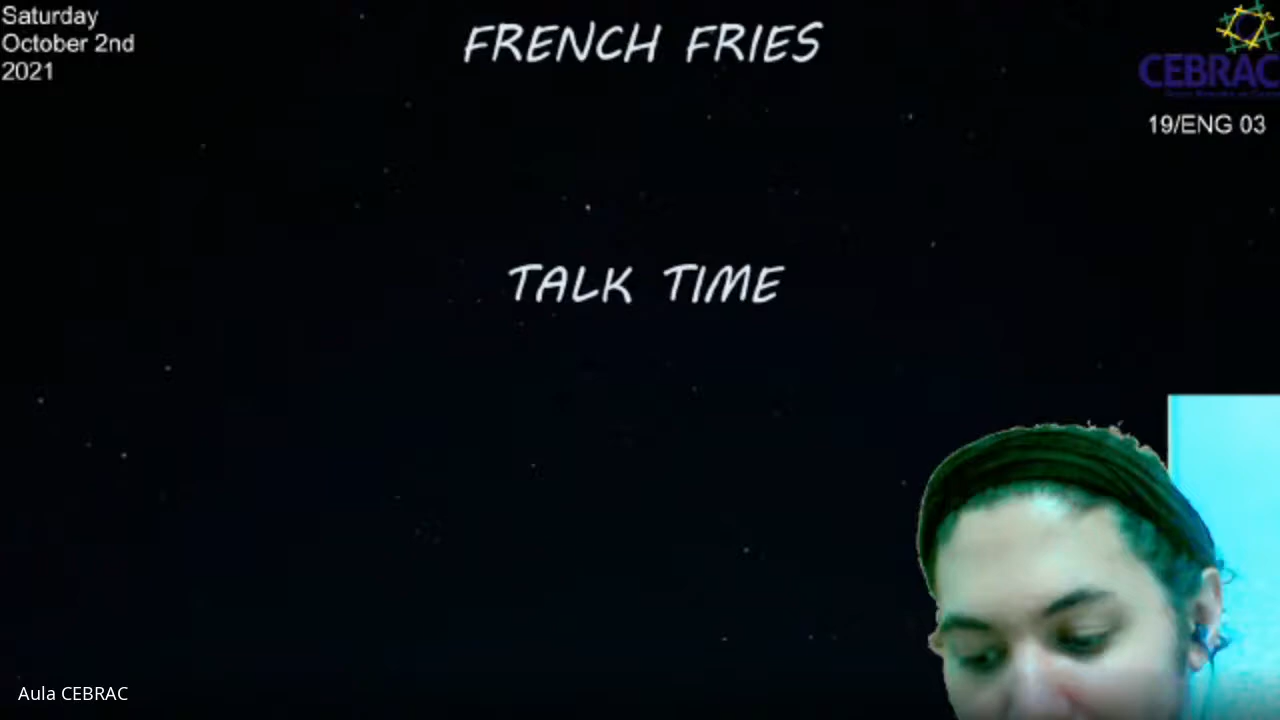 Saturday
October 2nd
2021
FRENCH FRIES
CEBRAC
19/ENG 03
TALK TIME
Aula CEBRAC